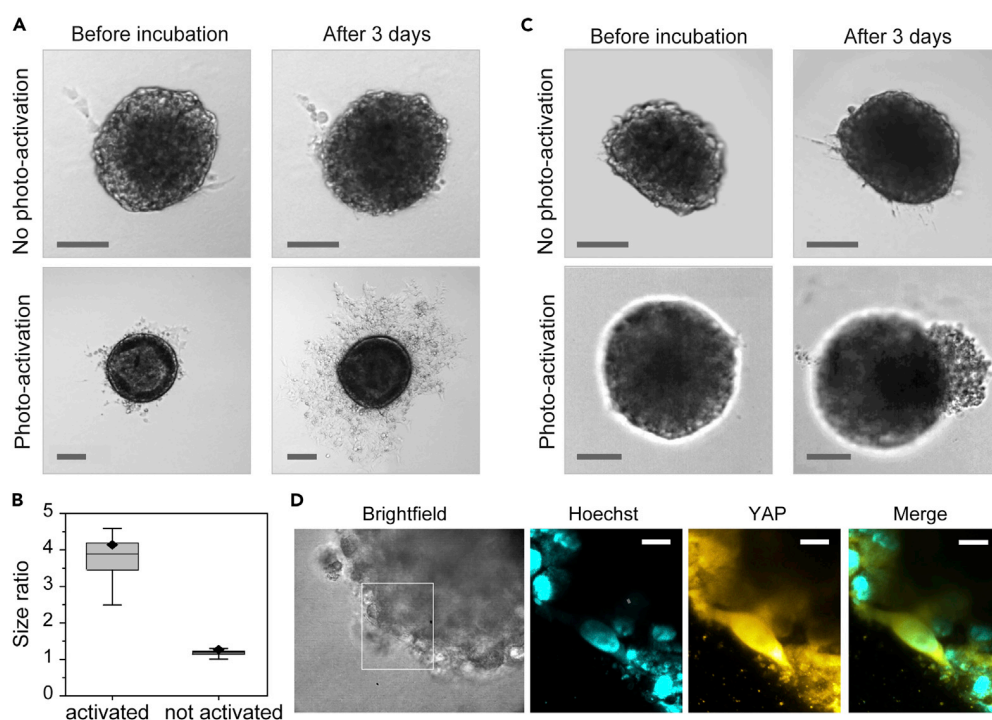 A
Before incubation
After 3 days
No photo-activation
Photo-activation
C
Before incubation
After 3 days
No photo-activation
Photo-activation
B
Size ratio
5
4
3
2
1
0
activated
not activated
D
Brightfield
Hoechst
YAP
Merge